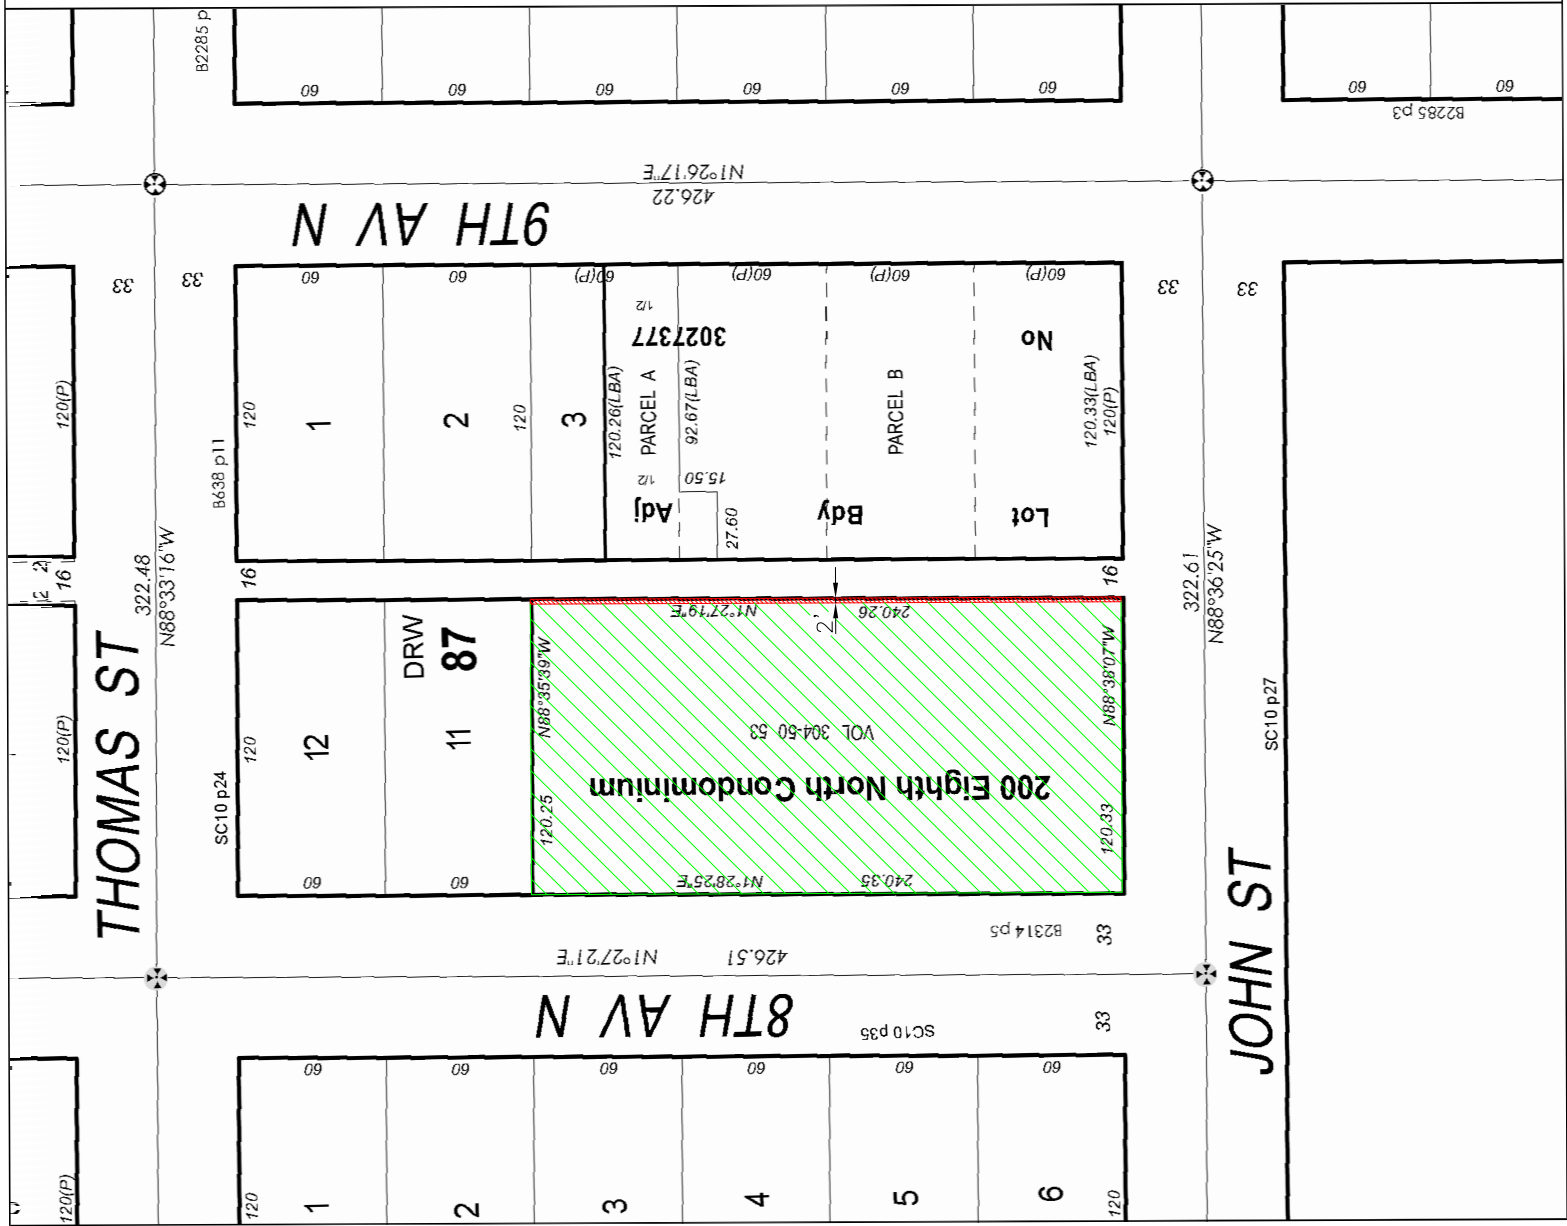 B2285 p
60
60
60
60
60
60
60
60
B2285 p3
N1°26'17"E
426.22
9TH AV N
33
33
60
60
60(P)
60(P)
60(P)
60(P)
33
33
1/2
3027377
No
120(P)
B638 p11
120
1
2
120
3
120.26(LBA)
PARCEL A
92.67(LBA)
PARCEL B
120.33(LBA)
120(P)
1/2
15.50
Adj
27.60
Bdy
Lot
2
2
16
322.48
N88°33'16"W
16
16
322.61
N88°36'25"W
N1°27'19"E
2'
240.26
DRW
87
N88°35'39"W
N88°38'07"W
THOMAS ST
120(P)
SC10 p24
120
12
11
VOL 304-50 53
200 Eighth North Condominium
120.25
120.33
SC10 p27
60
60
N1°28'25"E
240.35
B2314 p5
33
N1°27'21"E
426.51
8TH AV N
SC10 p35
33
JOHN ST
60
60
60
60
60
60
120(P)
120
1
2
3
4
5
6
120